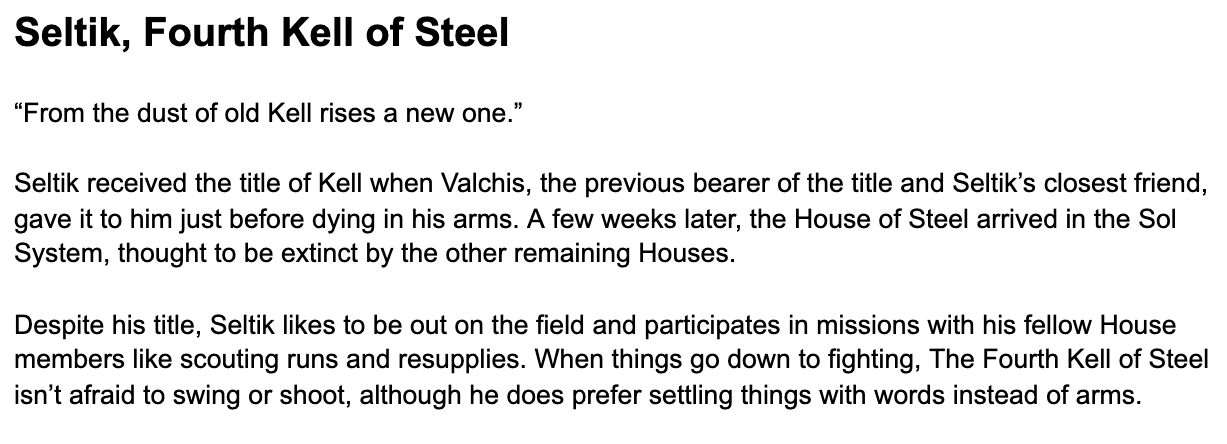 Seltik, Fourth Kell of Steel
“From the dust of old Kell rises a new one.”
Seltik received the title of Kell when Valchis, the previous bearer of the title and Seltik’s closest friend,
gave it to him just before dying in his arms. A few weeks later, the House of Steel arrived in the Sol
System, thought to be extinct by the other remaining Houses.
Despite his title, Seltik likes to be out on the field and participates in missions with his fellow House
members like scouting runs and resupplies. When things go down to fighting, The Fourth Kell of Steel
isn’t afraid to swing or shoot, although he does prefer settling things with words instead of arms.